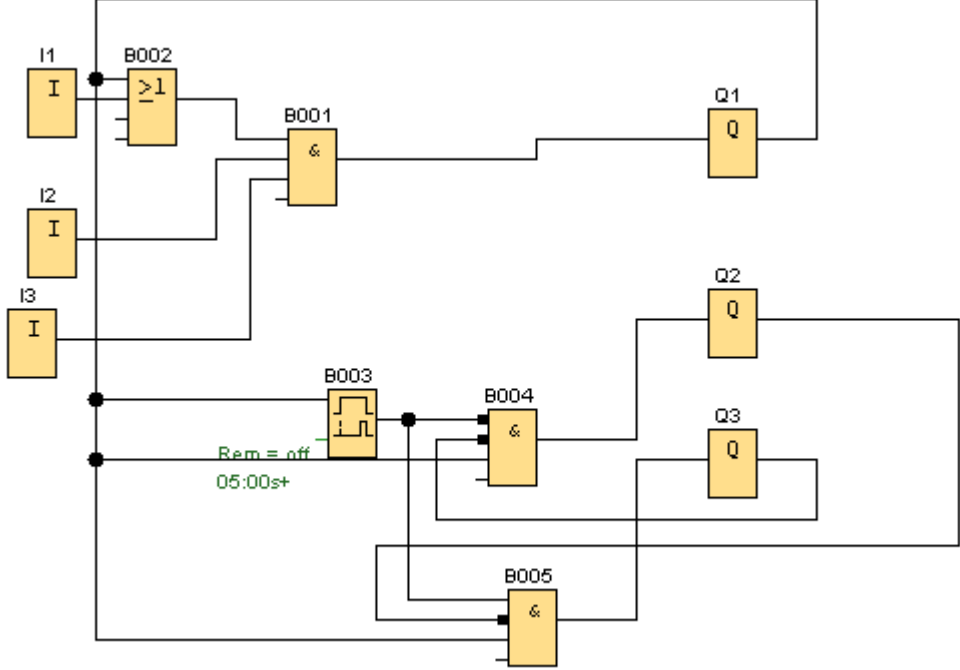 I1
B002
I
>1
B001
&
Q1
Q
I2
I
I3
I
Q2
Q
B003
B004
&
Q3
Q
Rem = off
05:00s+
B005
&